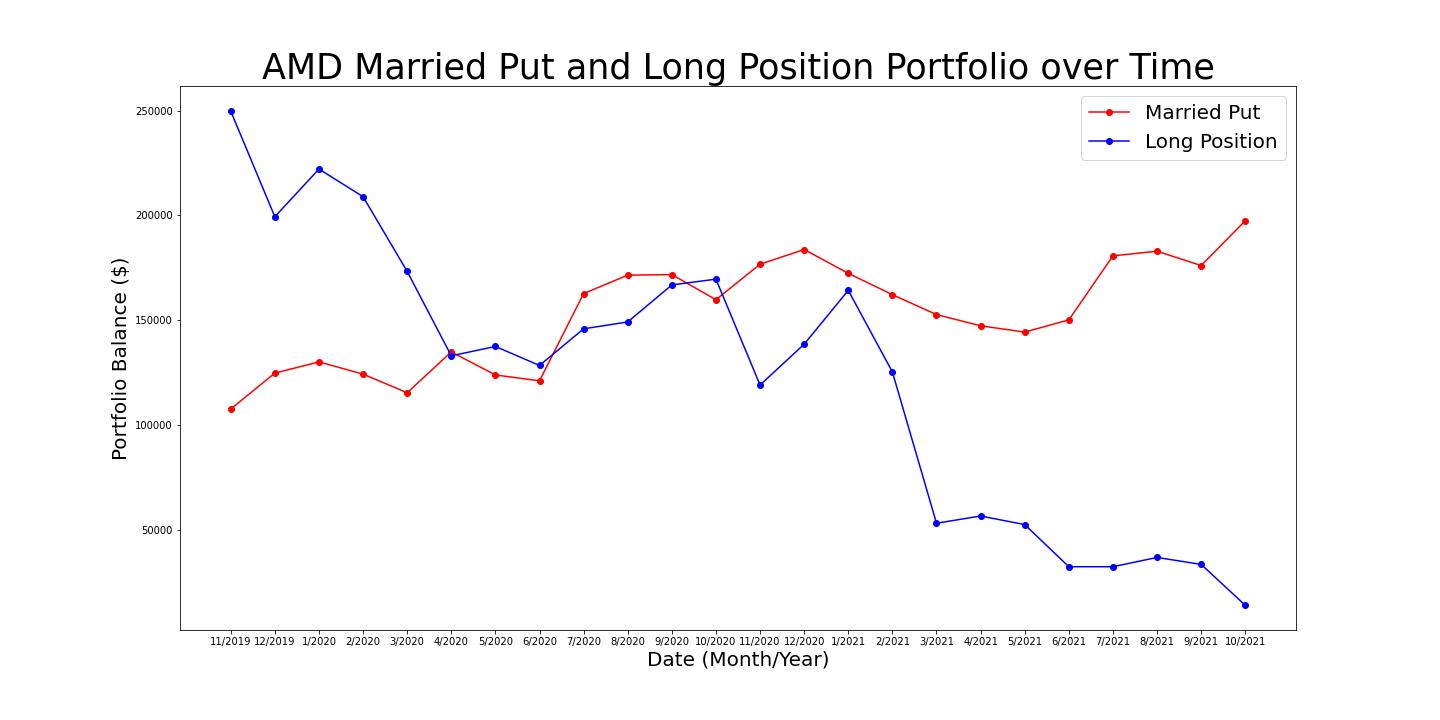 AMD Married Put and Long Position Portfolio over Time
Married Put
Long Position
250000
200000
150000
100000
50000
Portfolio Balance ($)
11/2019 12/2019 1/2020 2/2020 3/2020 4/2020 5/2020 6/2020 7/2020 8/2020 9/2020 10/2020 11/2020 12/2020 1/2021 2/2021 3/2021 4/2021 5/2021 6/2021 7/2021 8/2021 9/2021 10/2021
Date (Month/Year)